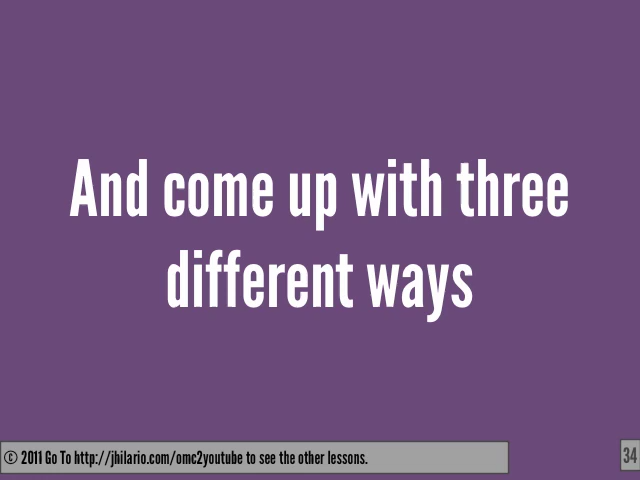 And come up with three
different ways
© 2011 Go To http://jhilario.com/omc2youtube to see the other lessons.
34